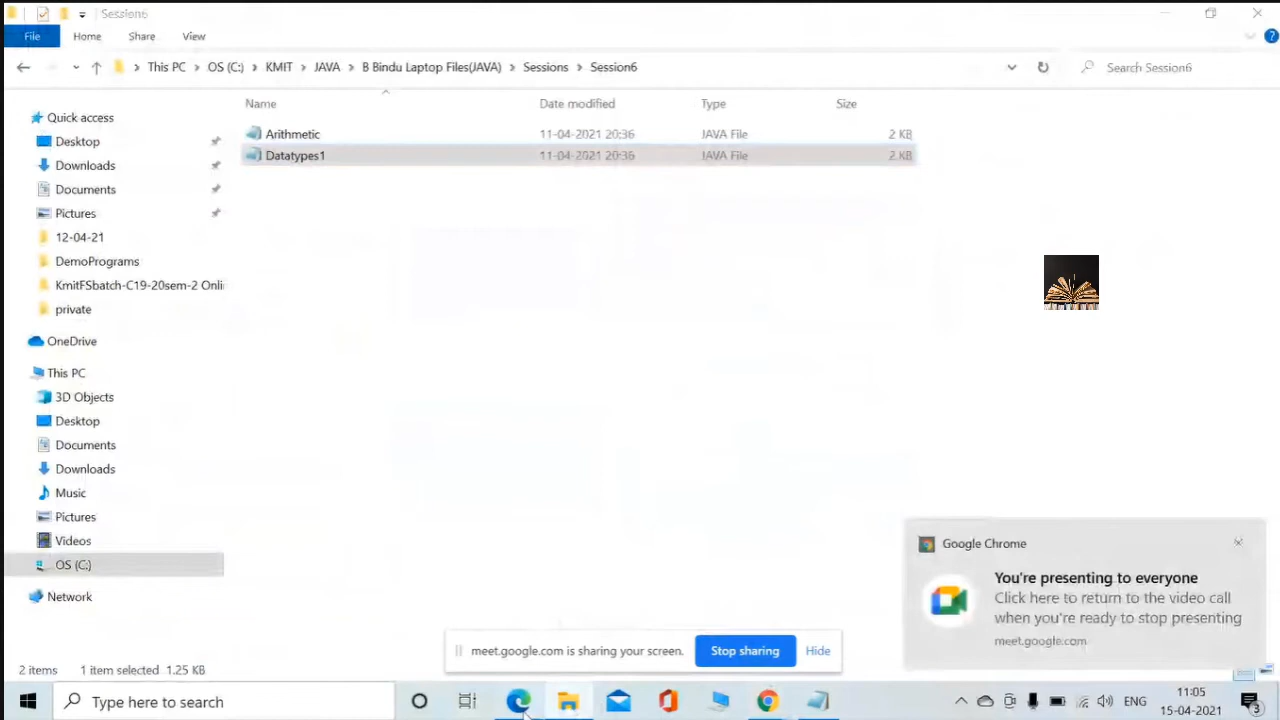 Session6
File Home Share View
This PC OS (C:) KMIT JAVA B Bindu Laptop Files(JAVA) Sessions Session6 Search Session6
Name Date modified Type Size
Quick access
Arithmetic 11-04-2021 20:36 JAVA File 2 KB
Desktop
Datatypes1 11-04-2021 20:36 JAVA File 2 KB
Downloads
Documents
Pictures
12-04-21
DemoPrograms
KmitFSbatch-C19-20sem-2 Onli
private
OneDrive
This PC
3D Objects
Desktop
Documents
Downloads
Music
Pictures
Videos
OS (C:)
Network
Google Chrome
You're presenting to everyone
Click here to return to the video call
when you're ready to stop presenting
meet.google.com
meet.google.com is sharing your screen. Stop sharing Hide
2 items 1 item selected 1.25 KB
Type here to search
ENG
11:05
15-04-2021
3